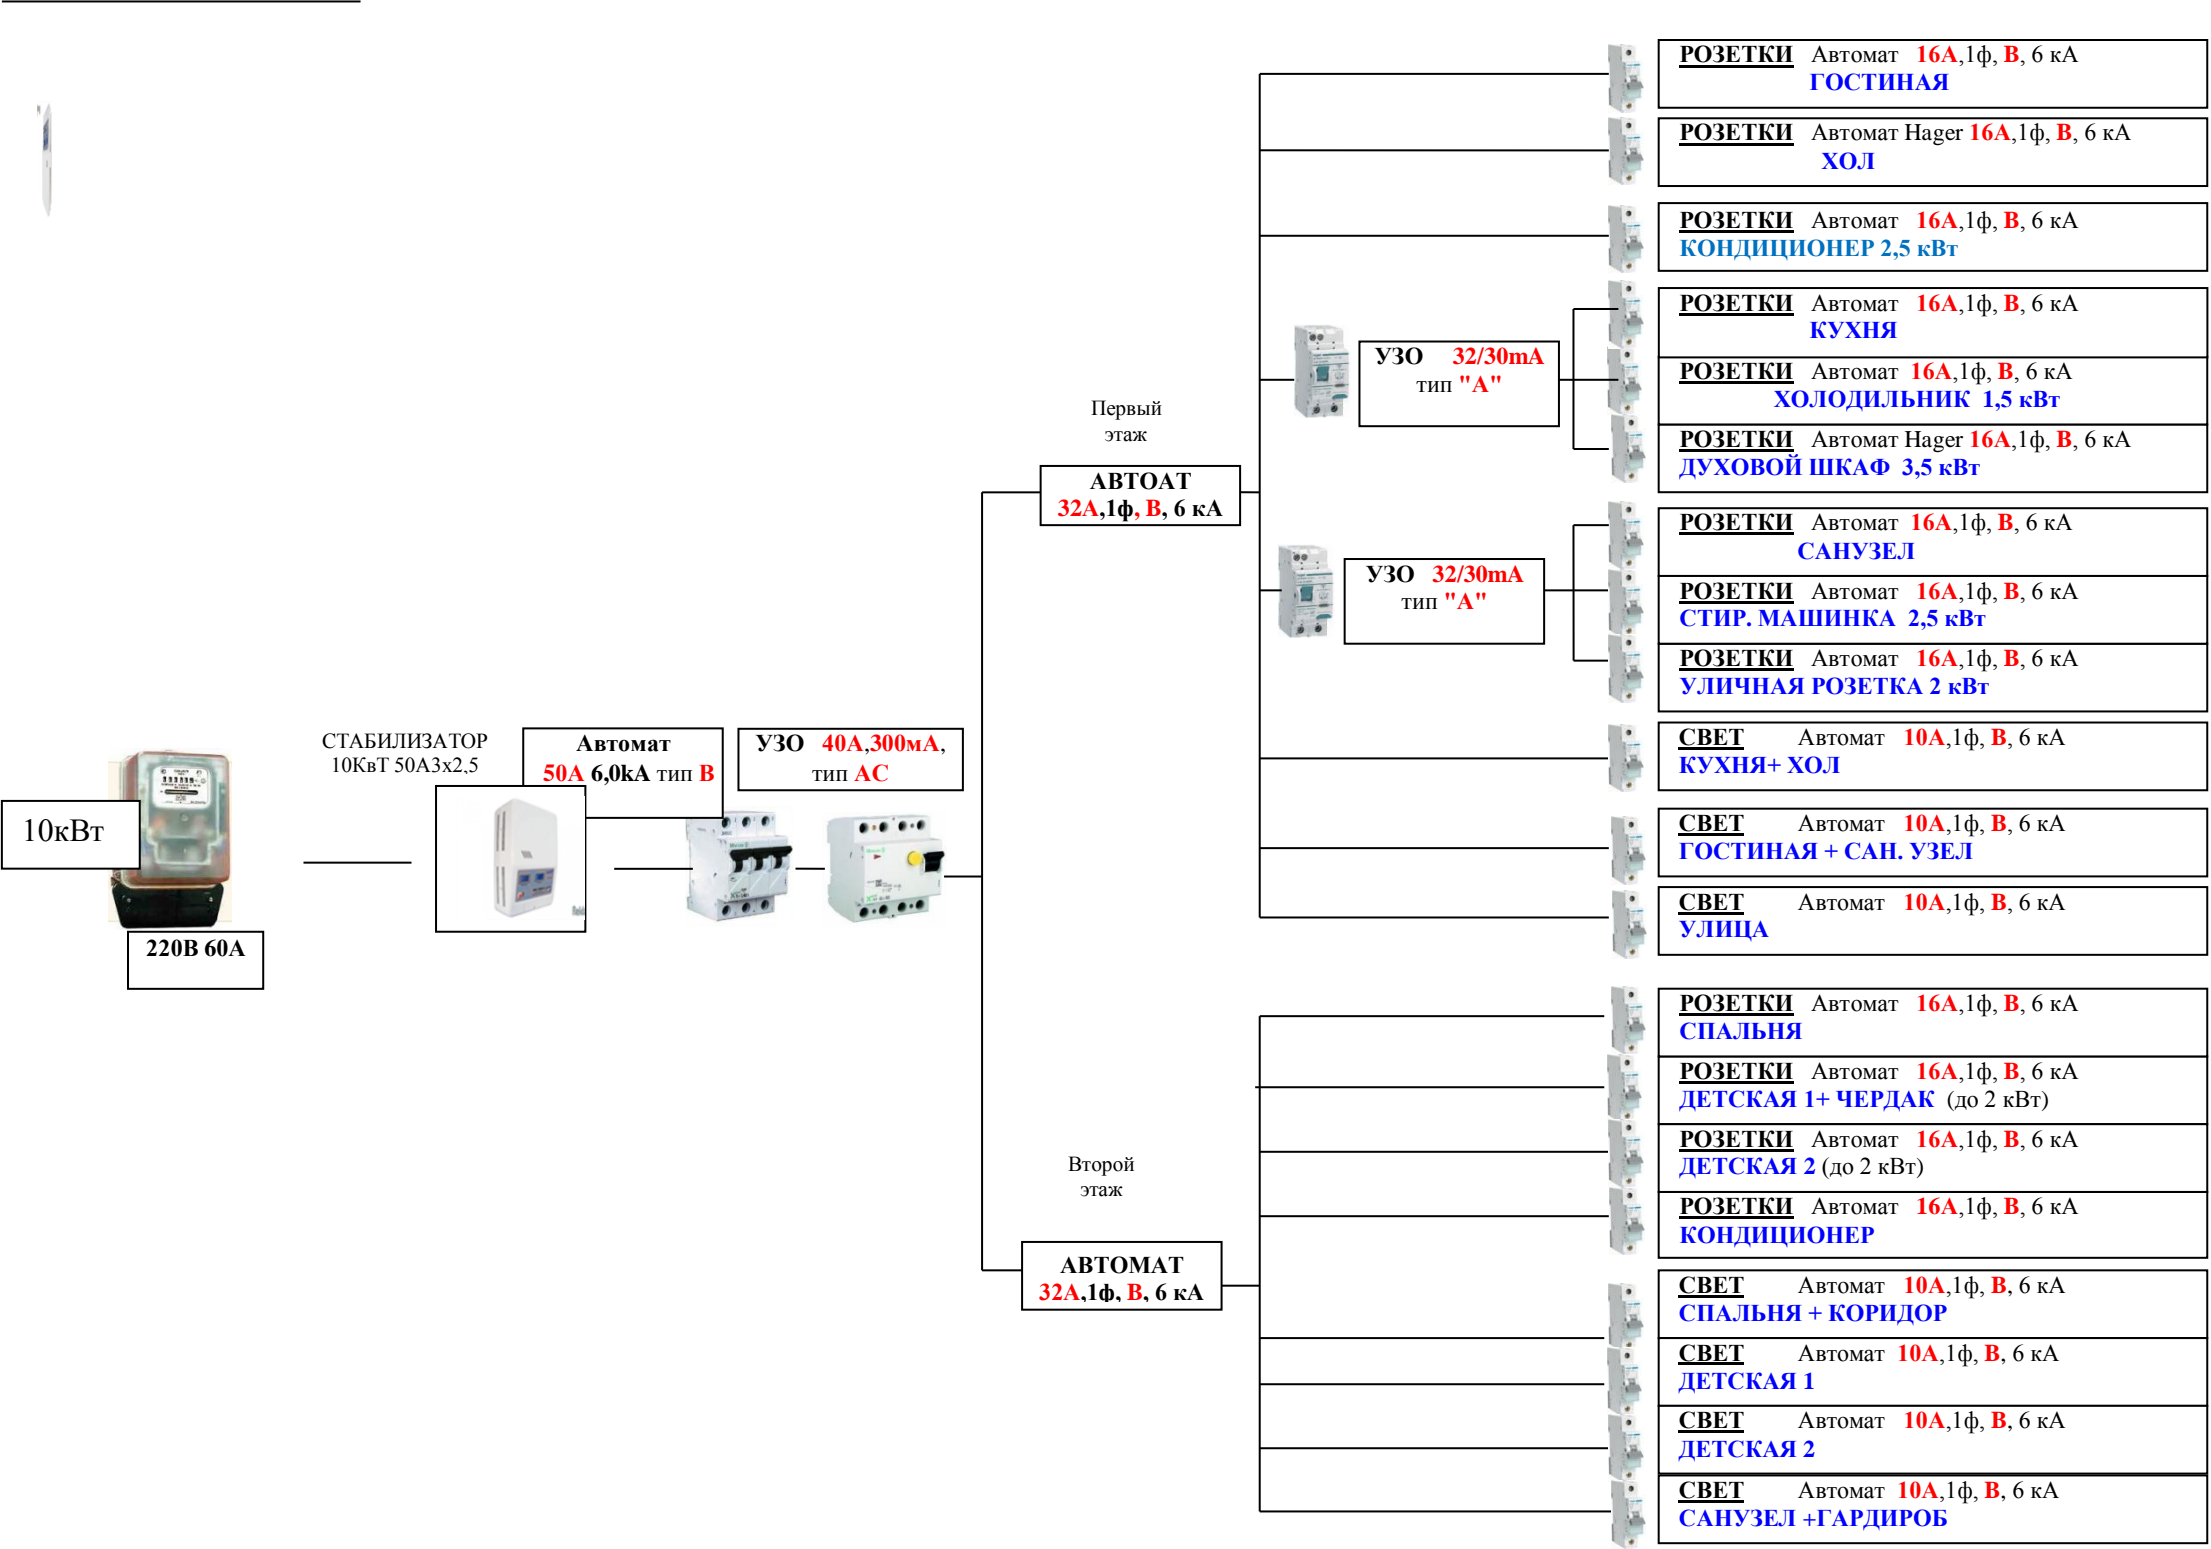 10кВт
220В 60А
СТАБИЛИЗАТОР
10КвТ 50А3х2,5
Автомат
50А 6,0kА тип В
УЗО 40А,300мА,
тип АС
Первый
этаж
АВТОАТ
32А,1ф, В, 6 кА
Второй
этаж
АВТОМАТ
32А,1ф, В, 6 кА
УЗО 32/30mA
тип "А"
УЗО 32/30mA
тип "А"
РОЗЕТКИ Автомат 16А,1ф, В, 6 кА
ГОСТИНАЯ
РОЗЕТКИ Автомат Hager 16А,1ф, В, 6 кА
ХОЛ
РОЗЕТКИ Автомат 16А,1ф, В, 6 кА
КОНДИЦИОНЕР 2,5 кВт
РОЗЕТКИ Автомат 16А,1ф, В, 6 кА
КУХНЯ
РОЗЕТКИ Автомат 16А,1ф, В, 6 кА
ХОЛОДИЛЬНИК 1,5 кВт
РОЗЕТКИ Автомат Hager 16А,1ф, В, 6 кА
ДУХОВОЙ ШКАФ 3,5 кВт
РОЗЕТКИ Автомат 16А,1ф, В, 6 кА
САНУЗЕЛ
РОЗЕТКИ Автомат 16А,1ф, В, 6 кА
СТИР. МАШИНКА 2,5 кВт
РОЗЕТКИ Автомат 16А,1ф, В, 6 кА
УЛИЧНАЯ РОЗЕТКА 2 кВт
СВЕТ Автомат 10А,1ф, В, 6 кА
КУХНЯ+ ХОЛ
СВЕТ Автомат 10А,1ф, В, 6 кА
ГОСТИНАЯ + САН. УЗЕЛ
СВЕТ Автомат 10А,1ф, В, 6 кА
УЛИЦА
РОЗЕТКИ Автомат 16А,1ф, В, 6 кА
СПАЛЬНЯ
РОЗЕТКИ Автомат 16А,1ф, В, 6 кА
ДЕТСКАЯ 1+ ЧЕРДАК (до 2 кВт)
РОЗЕТКИ Автомат 16А,1ф, В, 6 кА
ДЕТСКАЯ 2 (до 2 кВт)
РОЗЕТКИ Автомат 16А,1ф, В, 6 кА
КОНДИЦИОНЕР
СВЕТ Автомат 10А,1ф, В, 6 кА
СПАЛЬНЯ + КОРИДОР
СВЕТ Автомат 10А,1ф, В, 6 кА
ДЕТСКАЯ 1
СВЕТ Автомат 10А,1ф, В, 6 кА
ДЕТСКАЯ 2
СВЕТ Автомат 10А,1ф, В, 6 кА
САНУЗЕЛ +ГАРДИРОБ